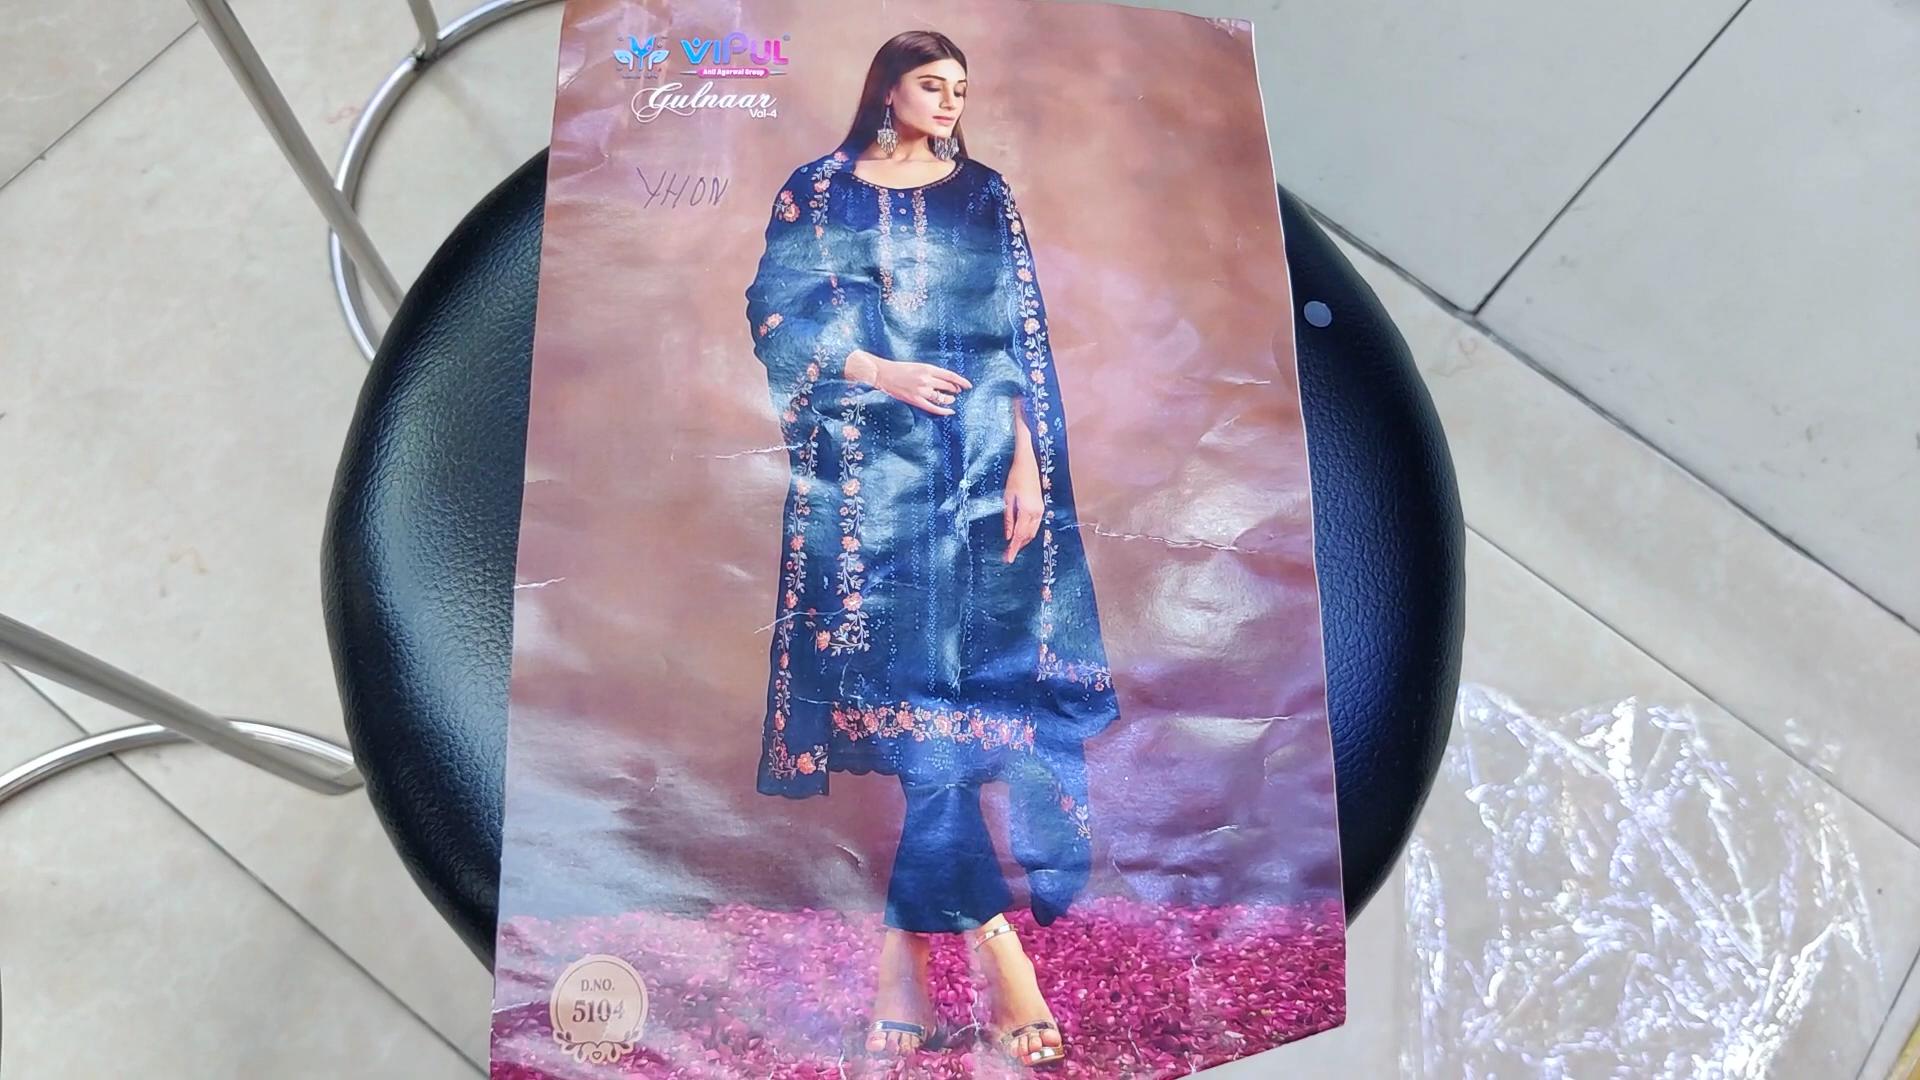 VIPUL
Anil Agarwal Group
Gulnaar
Vol-4
YHON
D.NO.
5104